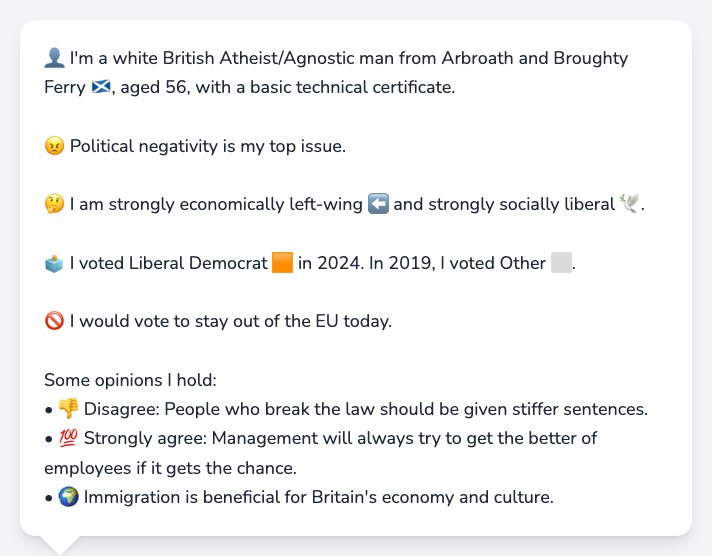 👤 I'm a white British Atheist/Agnostic man from Arbroath and Broughty
Ferry 🏴󠁧󠁢󠁳󠁣󠁴󠁿, aged 56, with a basic technical certificate.
😠 Political negativity is my top issue.
🤔 I am strongly economically left-wing ⬅️ and strongly socially liberal 🕊️.
🗳️ I voted Liberal Democrat 🟧 in 2024. In 2019, I voted Other ⬜.
🚫 I would vote to stay out of the EU today.
Some opinions I hold:
• 👎 Disagree: People who break the law should be given stiffer sentences.
• 💯 Strongly agree: Management will always try to get the better of
employees if it gets the chance.
• 🌍 Immigration is beneficial for Britain's economy and culture.